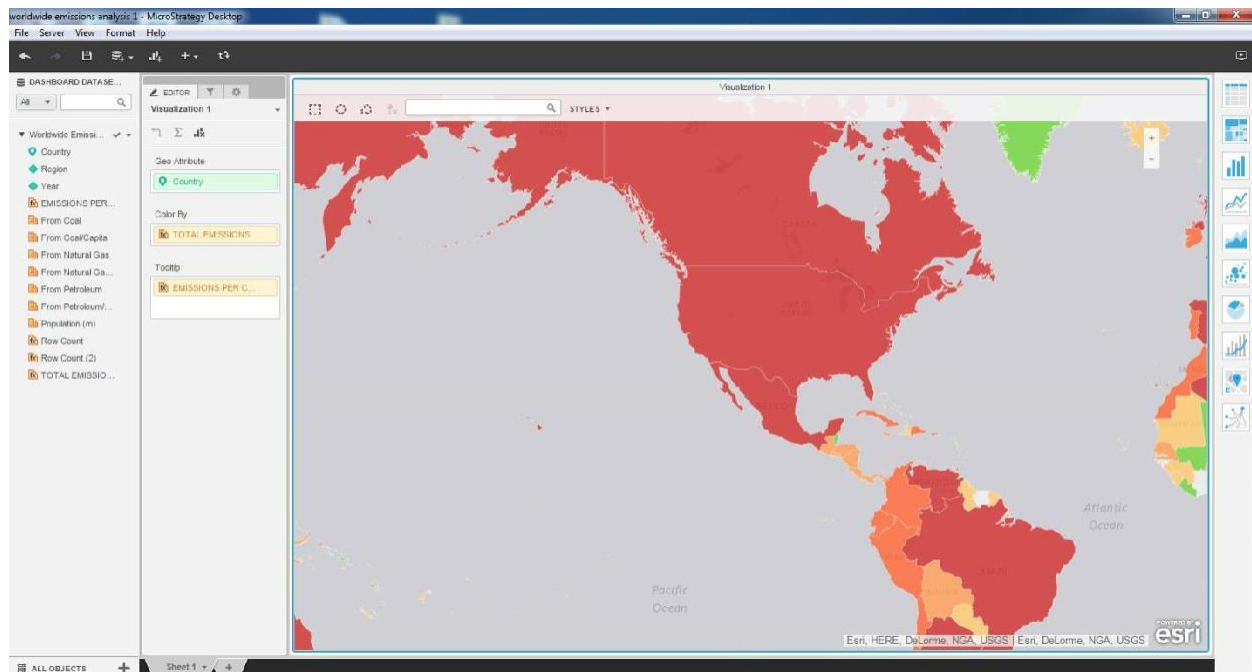 worldwide emissions analysis 1 - MicroStrategy Desktop
File Server View Format Help
DASHBOARD DATASE...
All
Worldwide Emissi...
Country
Region
Year
EMISSIONS PER...
From Coal
From Coal/Capita
From Natural Gas
From Natural Ga...
From Petroleum
From Petroleum/...
Population (m)
Row Count
Row Count (2)
TOTAL EMISSIO...
ALL OBJECTS
EDITOR
Visualization 1
Geo Attribute
Country
Color By
TOTAL EMISSIONS
Tooltip
EMISSIONS PER C...
Visualization 1
STYLES
+
-
CANADA
MEXICO
BRAZIL
Atlantic
Ocean
Pacific
Ocean
Esri, HERE, DeLorme, NGA, USGS | Esri, DeLorme, NGA, USGS
esri
Sheet 1 +